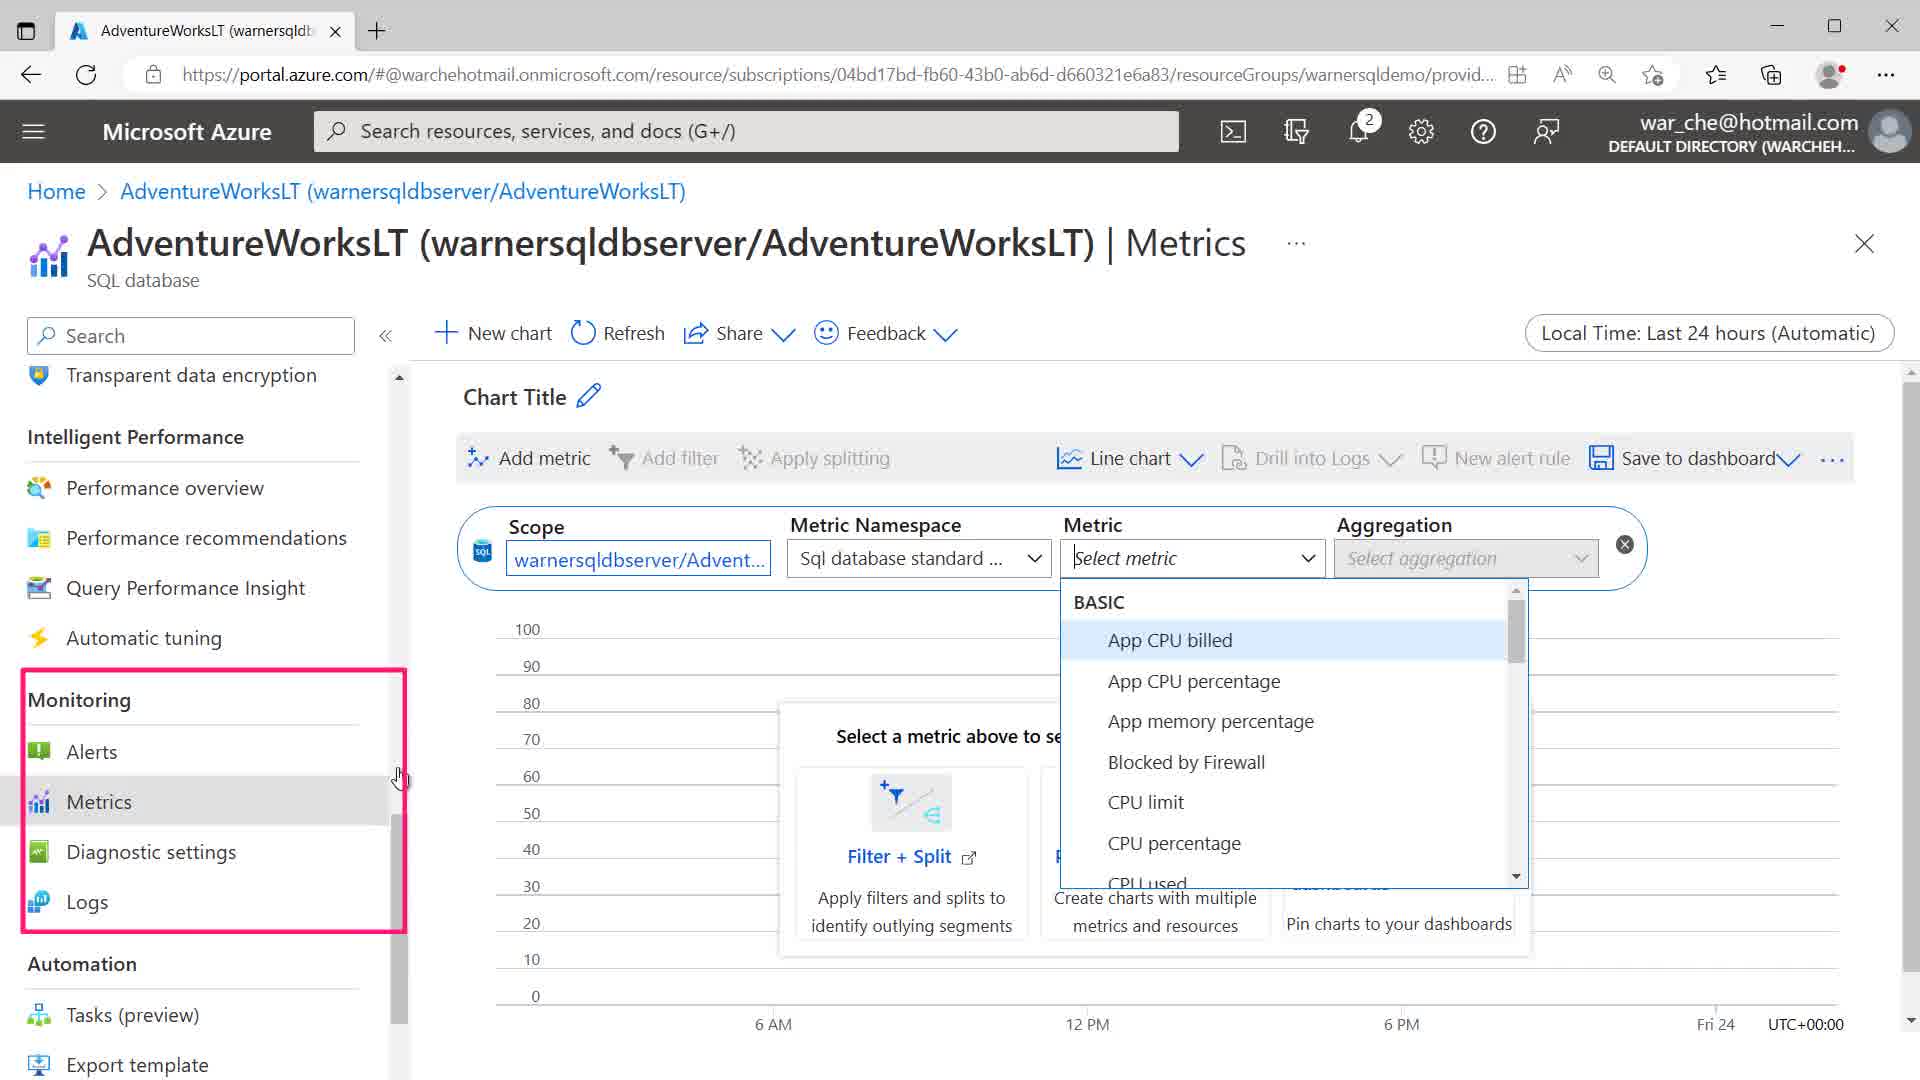 AdventureWorksLT (warnersqldb
https://portal.azure.com/#@warchehotmail.onmicrosoft.com/resource/subscriptions/04bd17bd-fb60-43b0-ab6d-d660321e6a83/resourceGroups/warnersqldemo/provid...
Microsoft Azure
Search resources, services, and docs (G+/)
2
war_che@hotmail.com
DEFAULT DIRECTORY (WARCHEH...
Home > AdventureWorksLT (warnersqldbserver/AdventureWorksLT)
AdventureWorksLT (warnersqldbserver/AdventureWorksLT) | Metrics ...
SQL database
Search
«
New chart
Refresh
Share
Feedback
Local Time: Last 24 hours (Automatic)
Transparent data encryption
Intelligent Performance
Performance overview
Performance recommendations
Query Performance Insight
Automatic tuning
Monitoring
Alerts
Metrics
Diagnostic settings
Logs
Automation
Tasks (preview)
Export template
Chart Title
Add metric
Add filter
Apply splitting
Line chart
Drill into Logs
New alert rule
Save to dashboard
...
Scope
Metric Namespace
Metric
Aggregation
SQL
warnersqldbserver/Advent...
Sql database standard ...
Select metric
Select aggregation
BASIC
App CPU billed
App CPU percentage
App memory percentage
Blocked by Firewall
CPU limit
CPU percentage
CPU used
100
90
80
70
60
50
40
30
20
10
0
Select a metric above to se
Filter + Split
Apply filters and splits to
identify outlying segments
Create charts with multiple
metrics and resources
Pin charts to your dashboards
6 AM
12 PM
6 PM
Fri 24
UTC+00:00